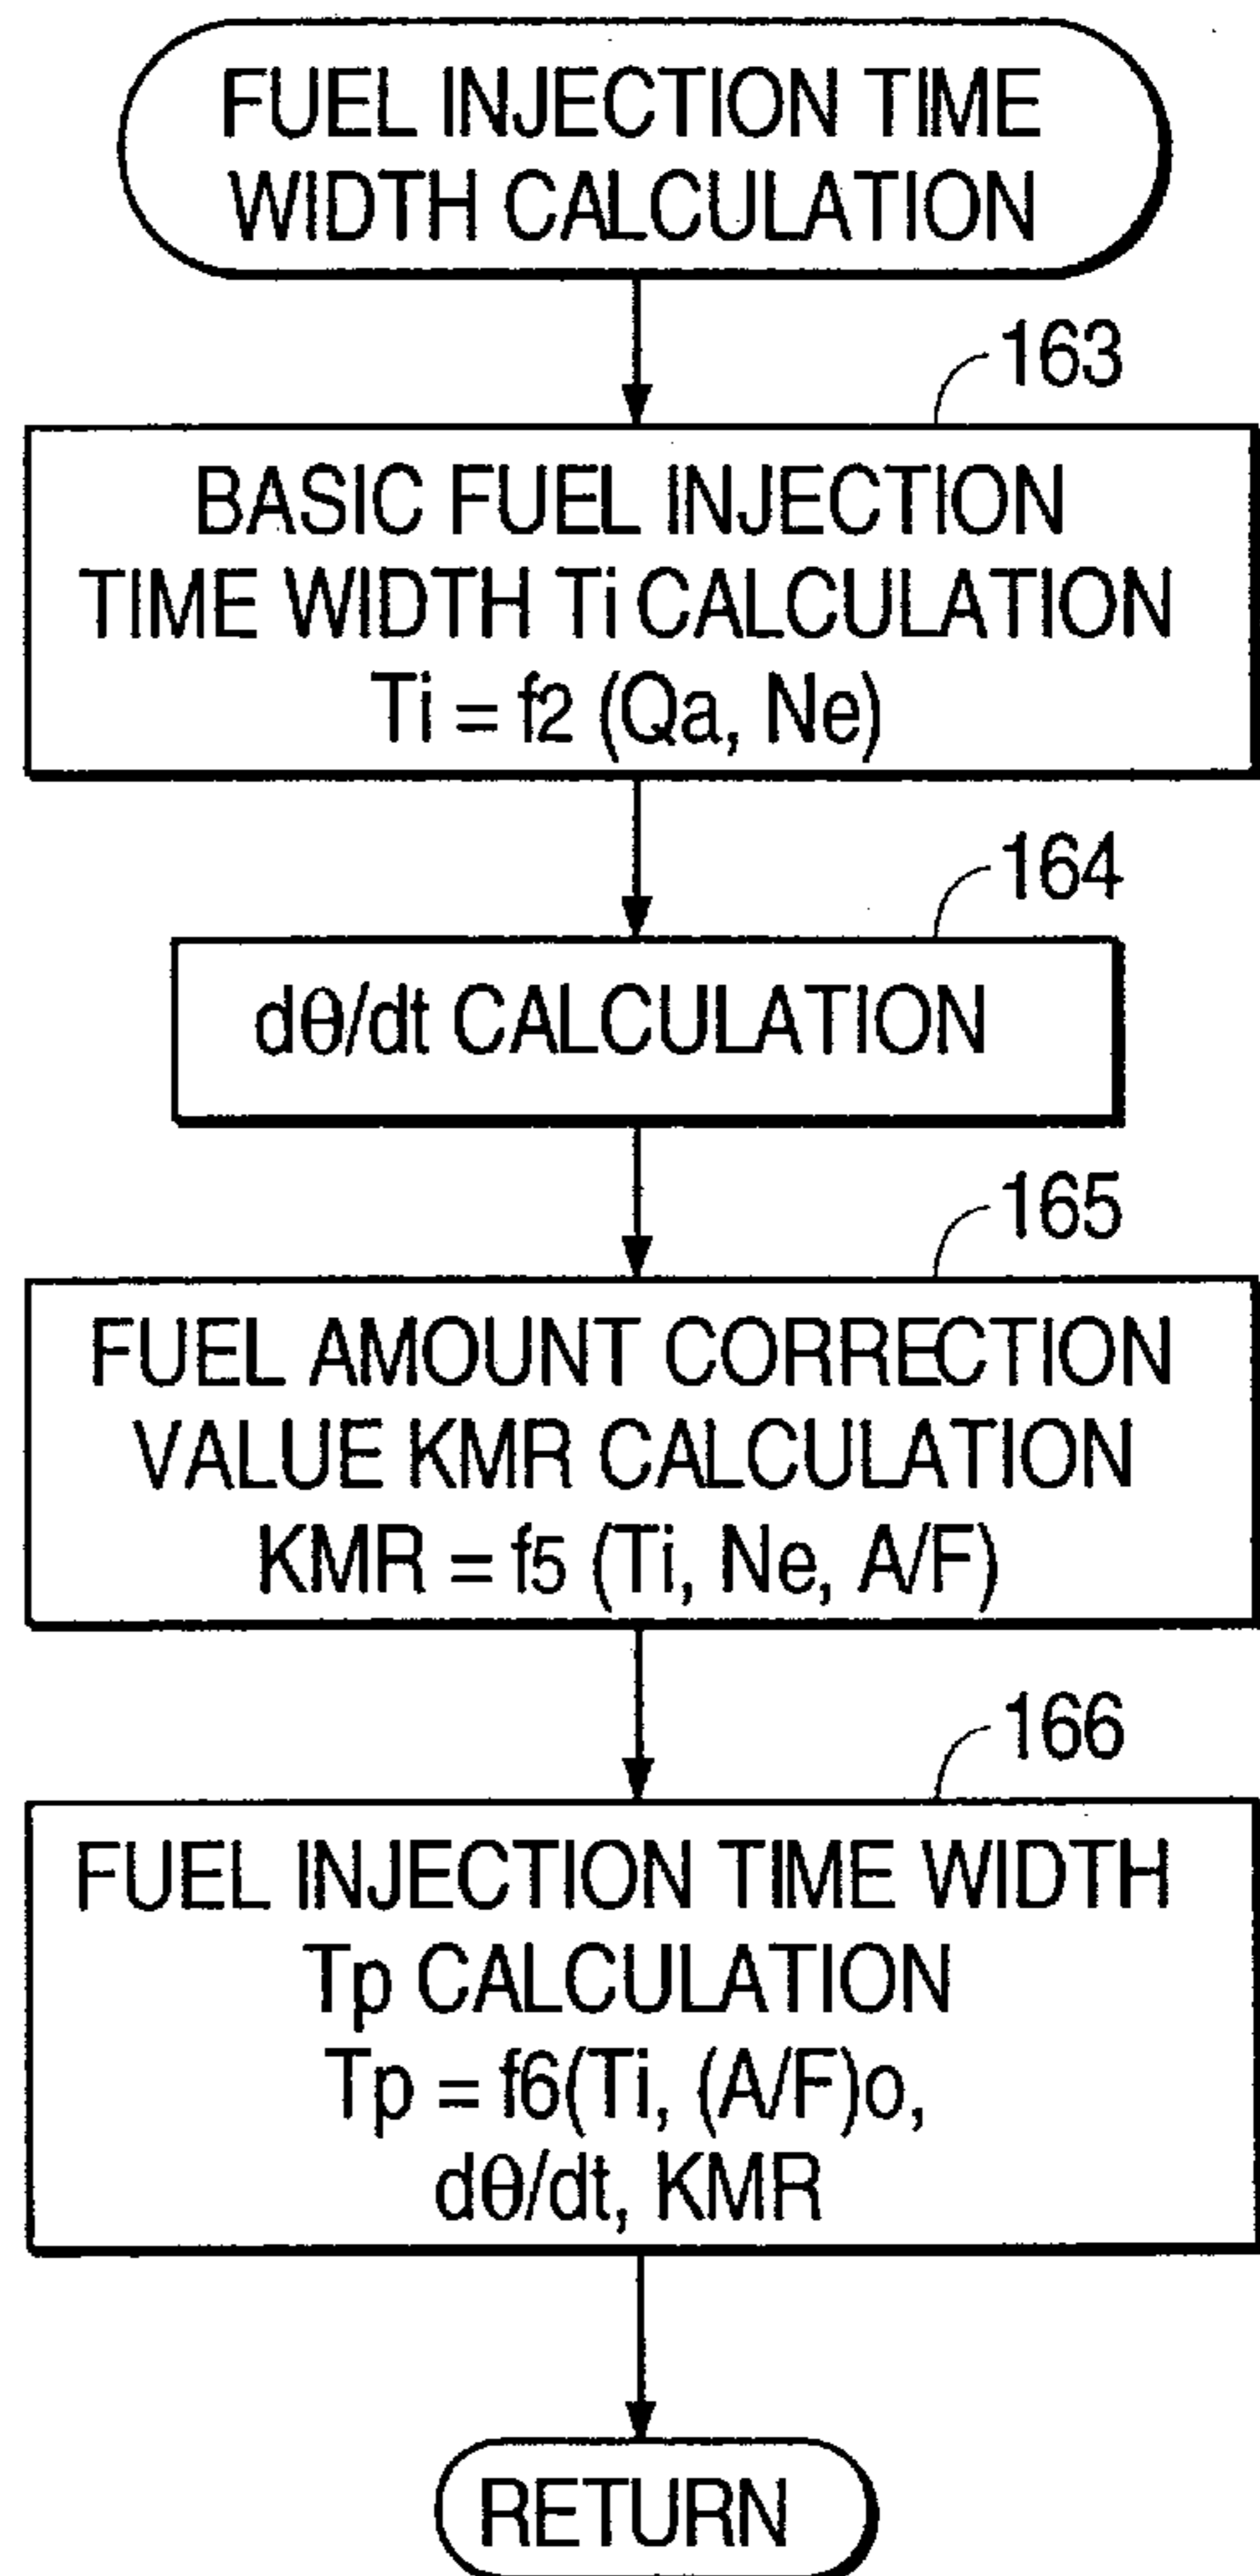 FUEL INJECTION TIME
WIDTH CALCULATION
163
BASIC FUEL INJECTION
TIME WIDTH Ti CALCULATION
Ti = f2 (Qa, Ne)
164
dθ/dt CALCULATION
165
FUEL AMOUNT CORRECTION
VALUE KMR CALCULATION
KMR = f5 (Ti, Ne, A/F)
166
FUEL INJECTION TIME WIDTH
Tp CALCULATION
Tp = f6(Ti, (A/F)o,
dθ/dt, KMR
RETURN